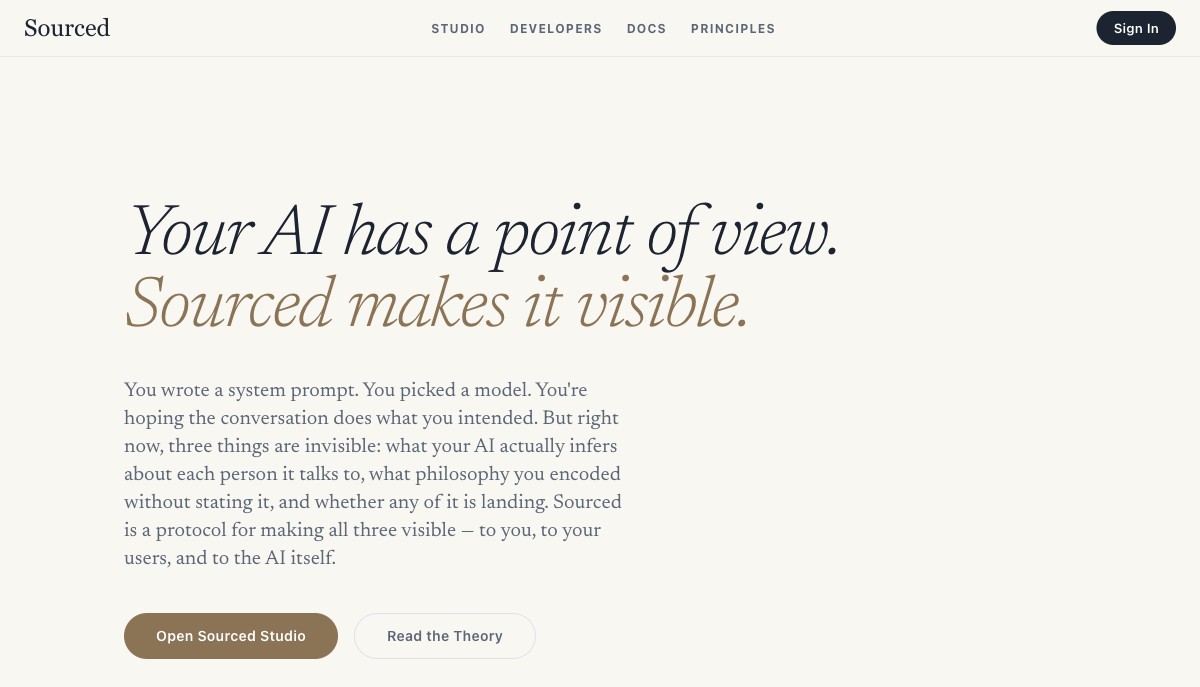 Sourced
STUDIO DEVELOPERS DOCS PRINCIPLES
Sign In
Your AI has a point of view.
Sourced makes it visible.
You wrote a system prompt. You picked a model. You're
hoping the conversation does what you intended. But right
now, three things are invisible: what your AI actually infers
about each person it talks to, what philosophy you encoded
without stating it, and whether any of it is landing. Sourced
is a protocol for making all three visible — to you, to your
users, and to the AI itself.
Open Sourced Studio
Read the Theory